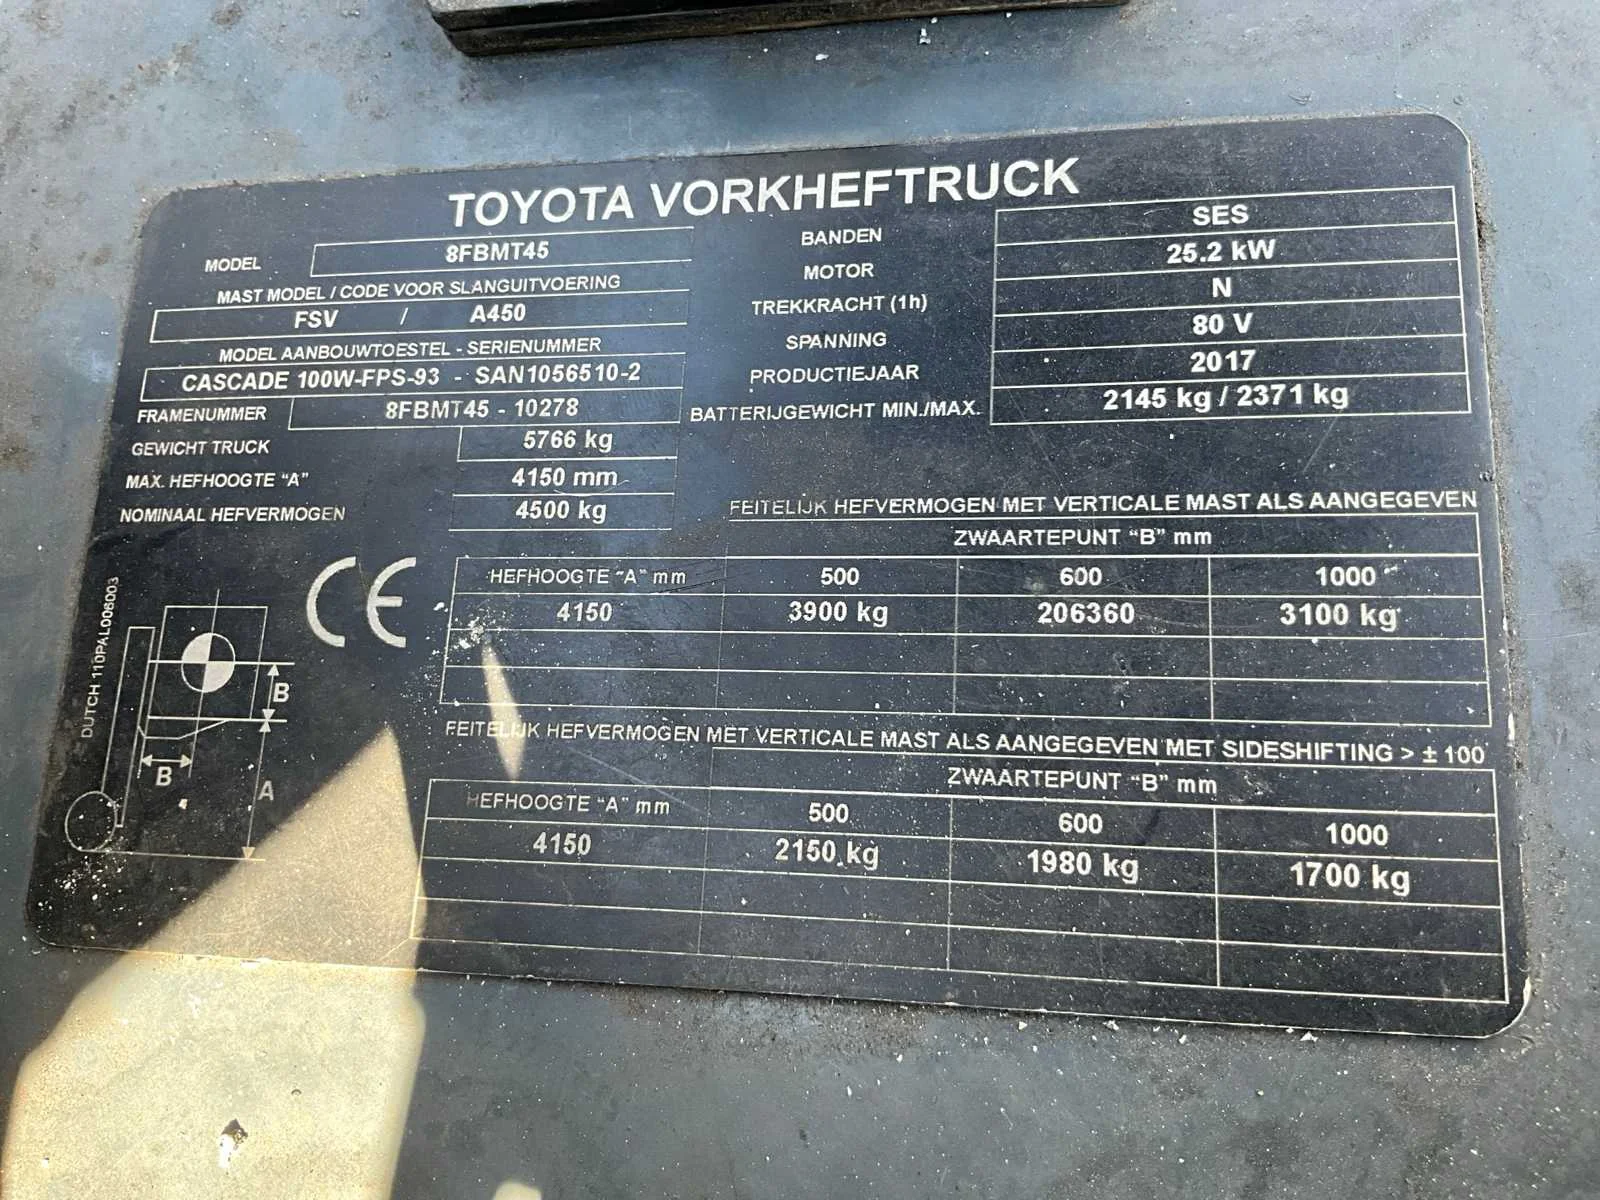 TOYOTA VORKHEFTRUCK
MODEL 8FBMT45
MAST MODEL / CODE VOOR SLANGUITVOERING
FSV / A450
MODEL AANBOUWTOESTEL - SERIENUMMER
CASCADE 100W-FPS-93 - SAN1056510-2
FRAMENUMMER 8FBMT45 - 10278
GEWICHT TRUCK 5766 kg
MAX. HEFHOOGTE "A" 4150 mm
NOMINAAL HEFVERMOGEN 4500 kg
BANDEN SES
MOTOR 25.2 kW
TREKKRACHT (1h) N
SPANNING 80 V
PRODUCTIEJAAR 2017
BATTERIJGEWICHT MIN./MAX. 2145 kg / 2371 kg
FEITELIJK HEFVERMOGEN MET VERTICALE MAST ALS AANGEGEVEN
ZWAARTEPUNT "B" mm
HEFHOOGTE "A" mm 500 600 1000
4150 3900 kg 206360 3100 kg
FEITELIJK HEFVERMOGEN MET VERTICALE MAST ALS AANGEGEVEN MET SIDESHIFTING > ± 100
ZWAARTEPUNT "B" mm
HEFHOOGTE "A" mm 500 600 1000
4150 2150 kg 1980 kg 1700 kg
CE
DUTCH 110PAL006003
B
B
A